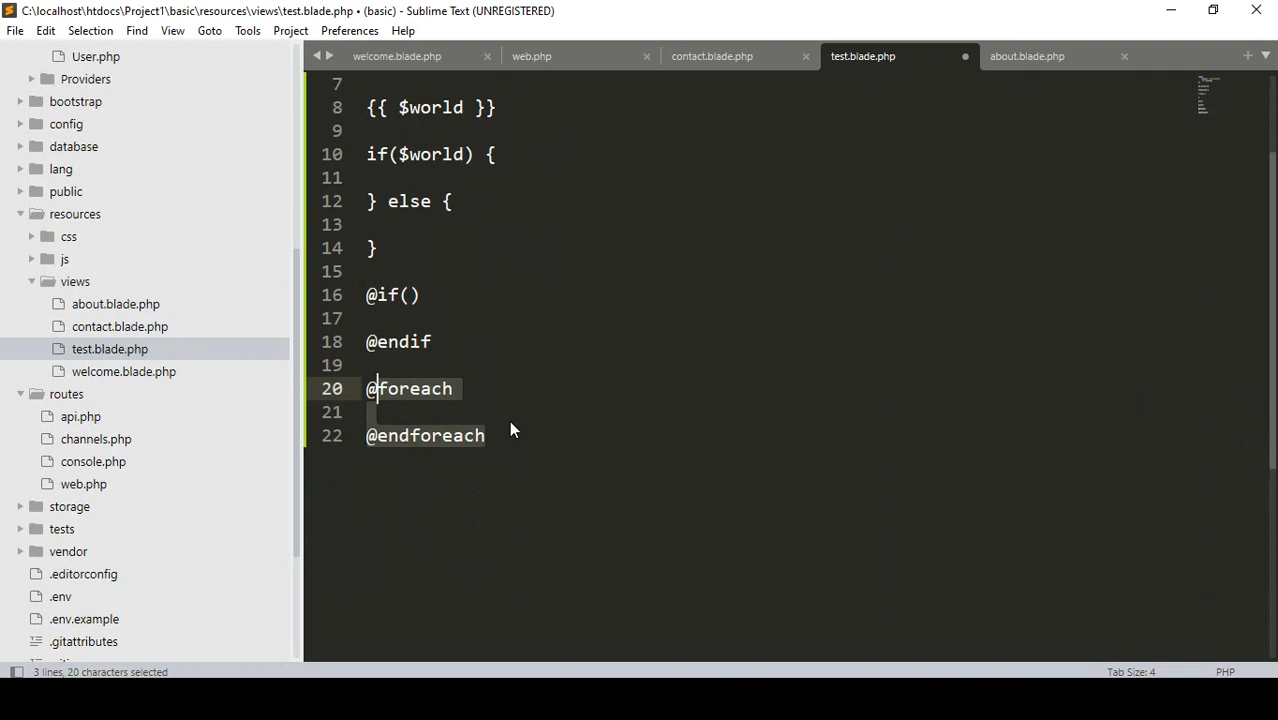 C:\localhost\htdocs\Project1\basic\resources\views\test.blade.php • (basic) - Sublime Text (UNREGISTERED)
File Edit Selection Find View Goto Tools Project Preferences Help
User.php
Providers
bootstrap
config
database
lang
public
resources
css
js
views
about.blade.php
contact.blade.php
test.blade.php
welcome.blade.php
routes
api.php
channels.php
console.php
web.php
storage
tests
vendor
.editorconfig
.env
.env.example
.gitattributes
welcome.blade.php web.php contact.blade.php test.blade.php about.blade.php
7
8 {{ $world }}
9
10 if($world) {
11
12 } else {
13
14 }
15
16 @if()
17
18 @endif
19
20 @foreach
21
22 @endforeach
3 lines, 20 characters selected Tab Size: 4 PHP